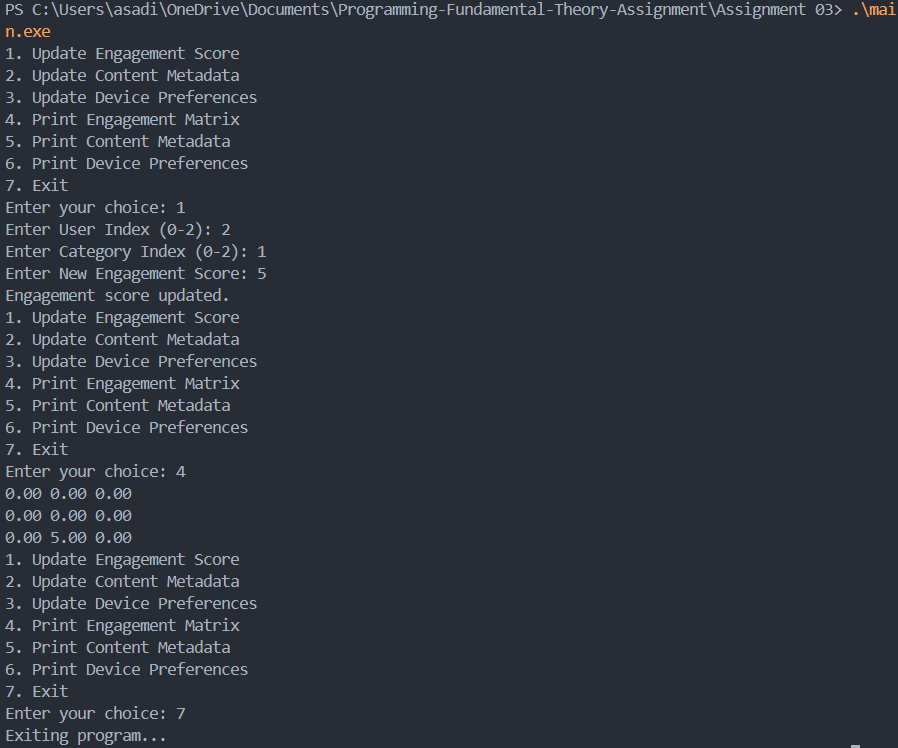 PS C:\Users\asadi\OneDrive\Documents\Programming-Fundamental-Theory-Assignment\Assignment 03> .\mai
n.exe
1. Update Engagement Score
2. Update Content Metadata
3. Update Device Preferences
4. Print Engagement Matrix
5. Print Content Metadata
6. Print Device Preferences
7. Exit
Enter your choice: 1
Enter User Index (0-2): 2
Enter Category Index (0-2): 1
Enter New Engagement Score: 5
Engagement score updated.
1. Update Engagement Score
2. Update Content Metadata
3. Update Device Preferences
4. Print Engagement Matrix
5. Print Content Metadata
6. Print Device Preferences
7. Exit
Enter your choice: 4
0.00 0.00 0.00
0.00 0.00 0.00
0.00 5.00 0.00
1. Update Engagement Score
2. Update Content Metadata
3. Update Device Preferences
4. Print Engagement Matrix
5. Print Content Metadata
6. Print Device Preferences
7. Exit
Enter your choice: 7
Exiting program...